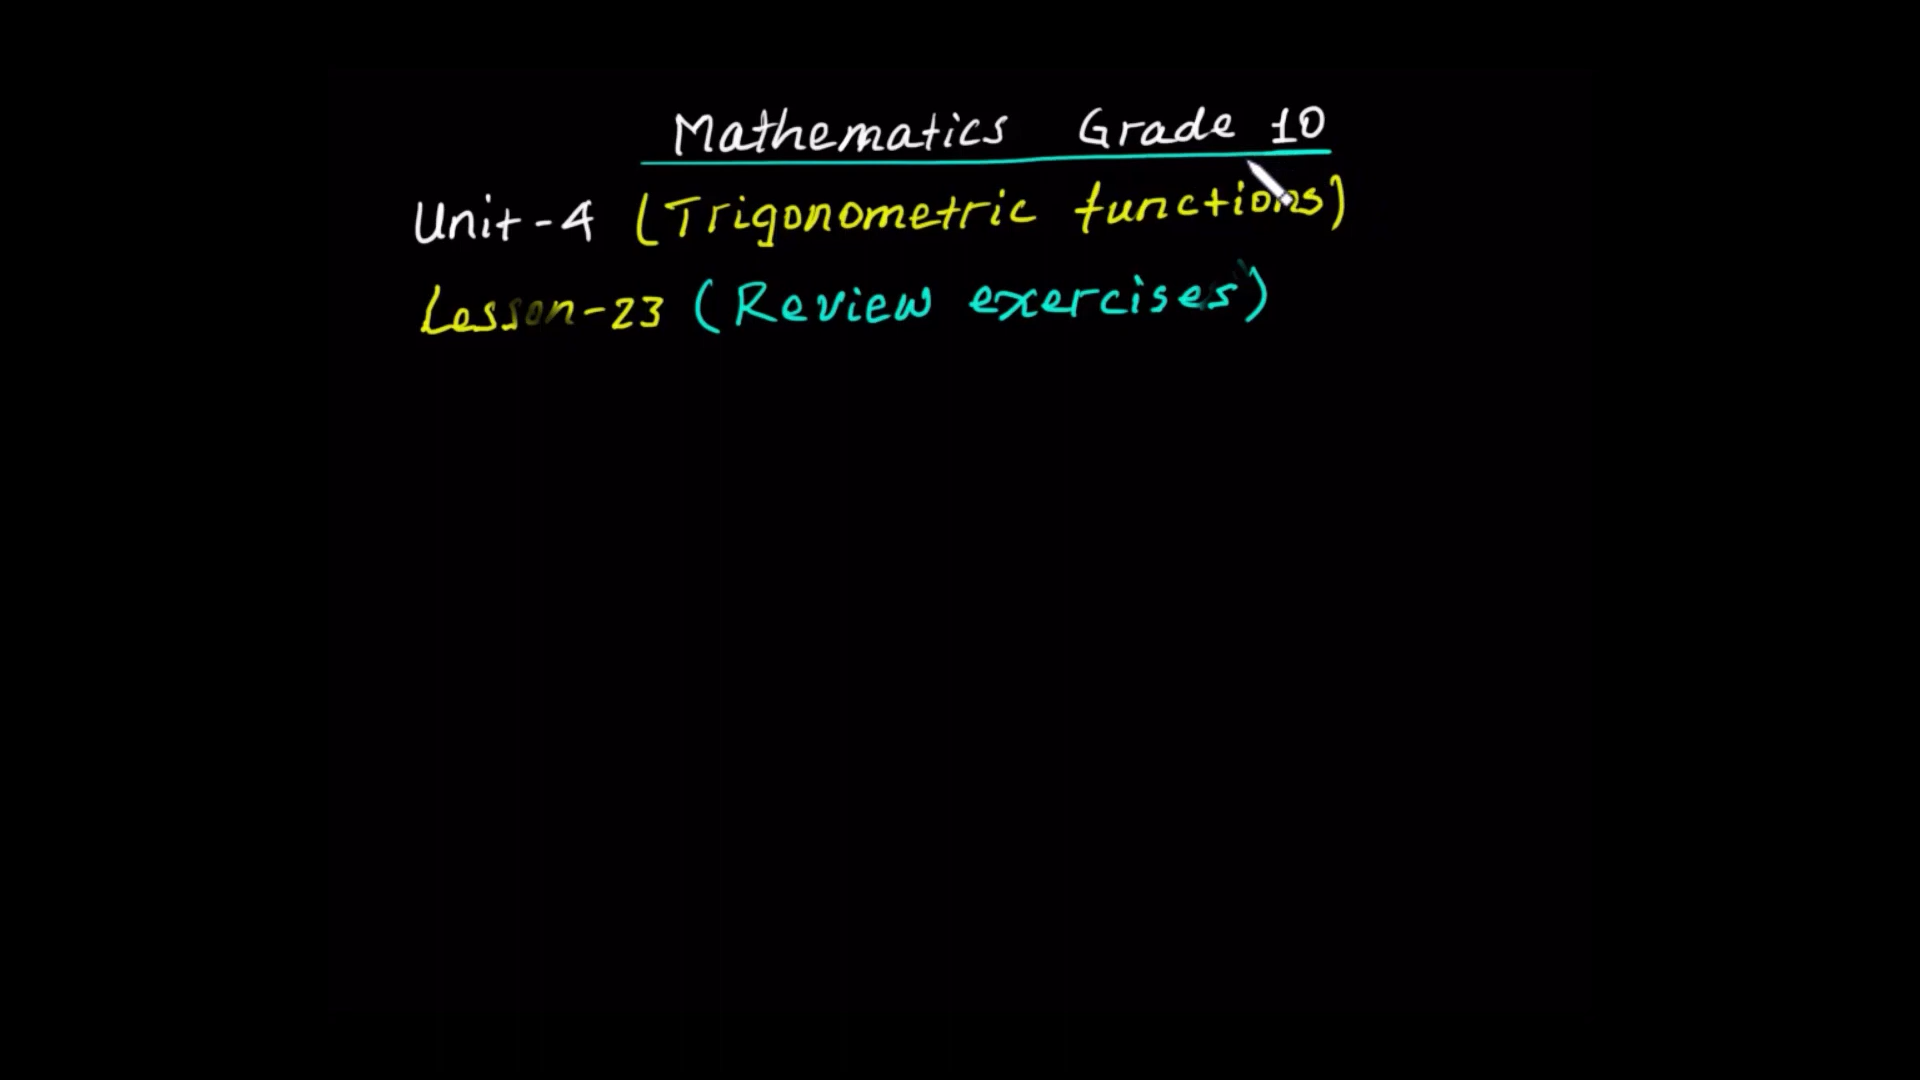 Mathematics Grade 10
Unit-4 (Trigonometric functions)
Lesson-23 (Review exercises)